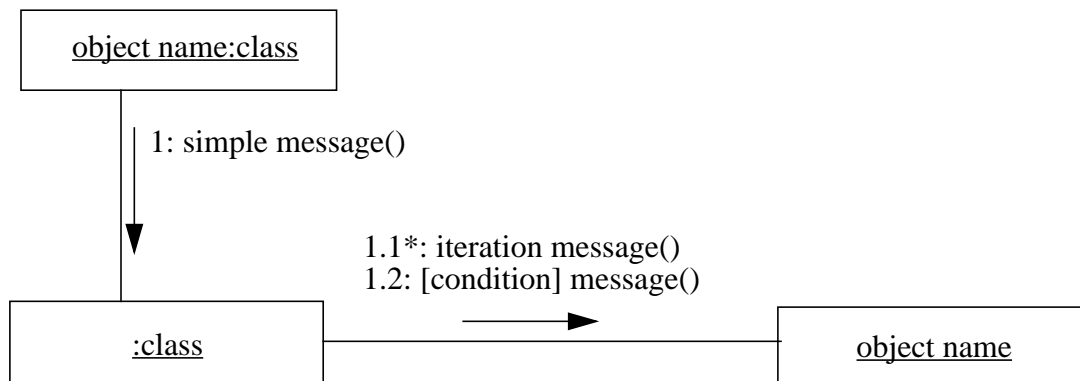 object name:class
1: simple message()
1.1*: iteration message()
1.2: [condition] message()
:class
object name